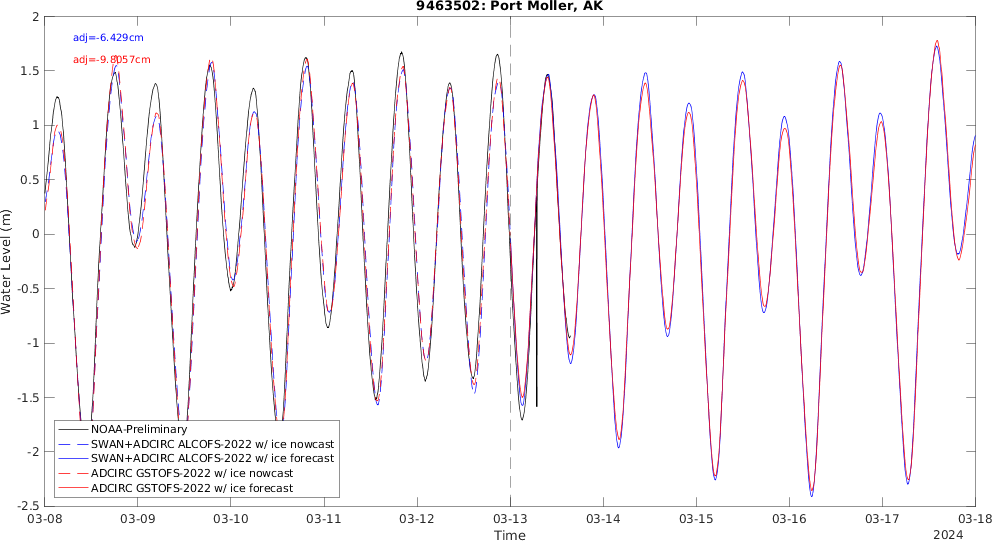 9463502: Port Moller, AK
adj=-6.429cm
adj=-9.8057cm
Water Level (m)
2
1.5
1
0.5
0
-0.5
-1
-1.5
-2
-2.5
NOAA-Preliminary
SWAN+ADCIRC ALCOFS-2022 w/ ice nowcast
SWAN+ADCIRC ALCOFS-2022 w/ ice forecast
ADCIRC GSTOFS-2022 w/ ice nowcast
ADCIRC GSTOFS-2022 w/ ice forecast
03-08 03-09 03-10 03-11 03-12 03-13 03-14 03-15 03-16 03-17 03-18
Time
2024